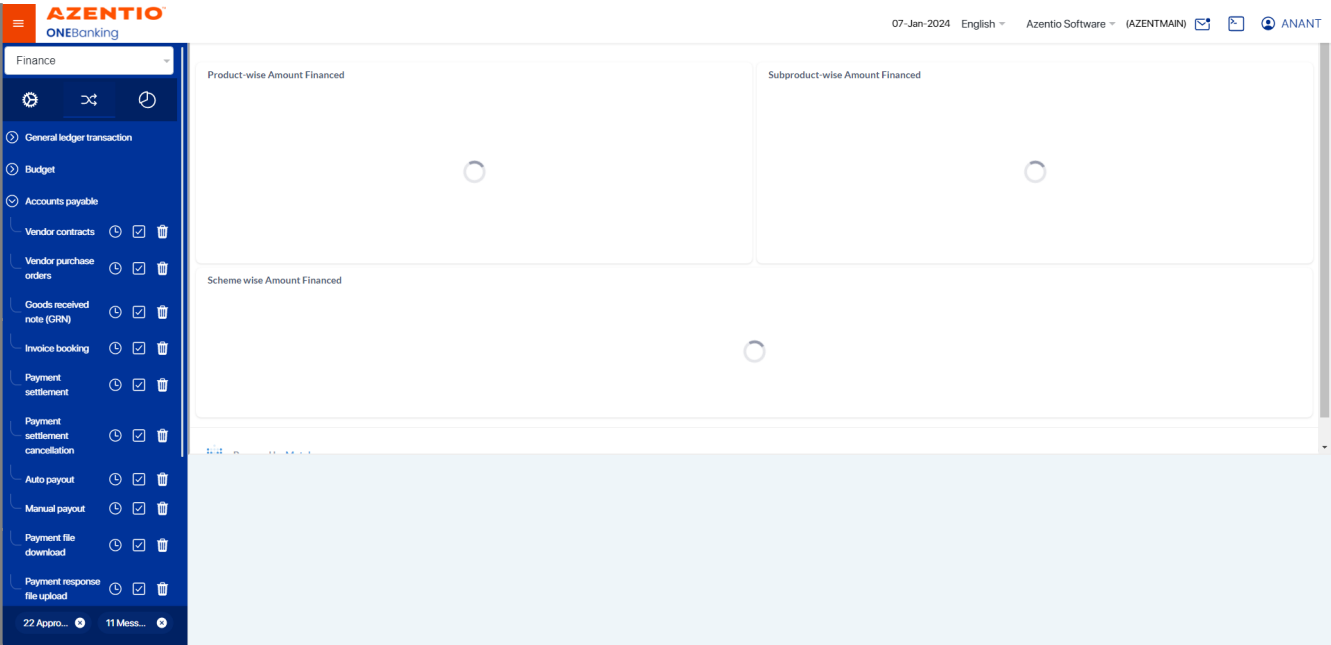 AZENTIO
ONEBanking
07-Jan-2024 English Azentio Software (AZENTMAIN) ANANT
Finance
General ledger transaction
Budget
Accounts payable
Vendor contracts
Vendor purchase
orders
Goods received
note (GRN)
Invoice booking
Payment
settlement
Payment
settlement
cancellation
Auto payout
Manual payout
Payment file
download
Payment response
file upload
22 Appro...
11 Mess...
Product-wise Amount Financed
Subproduct-wise Amount Financed
Scheme wise Amount Financed